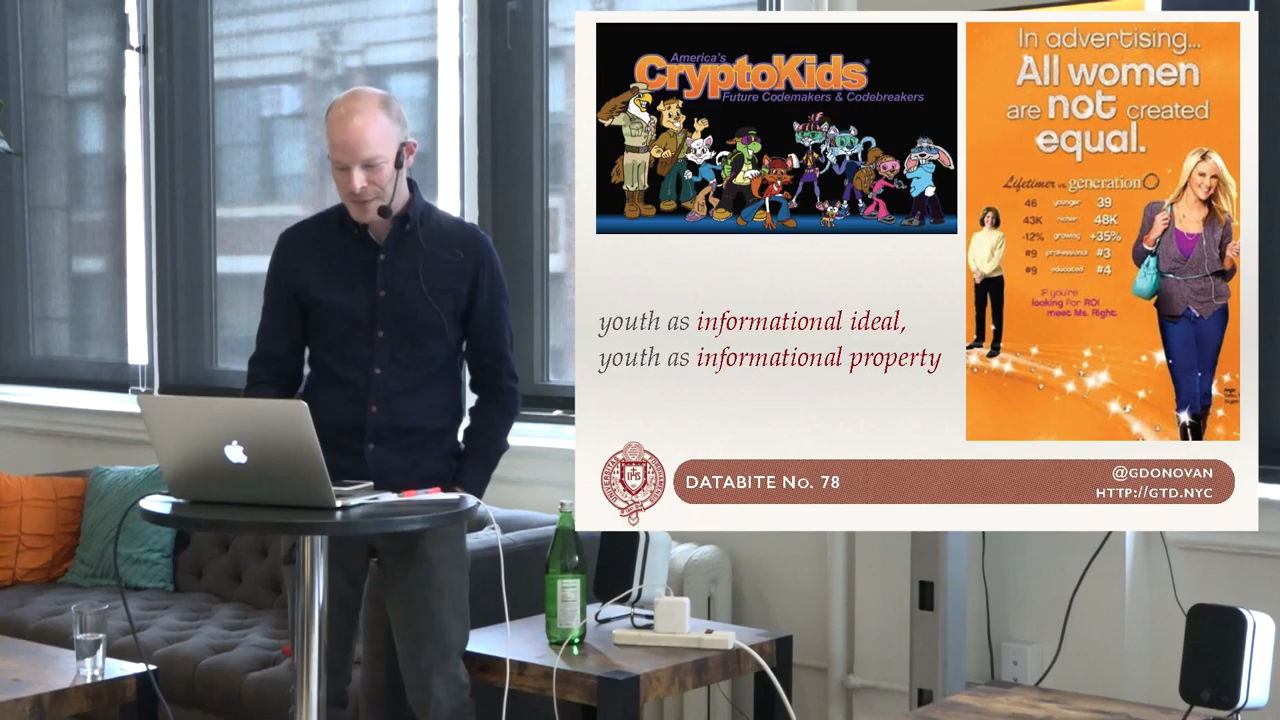 America's
CryptoKids®
Future Codemakers & Codebreakers
In advertising...
All women
are not created
equal.
Lifetimer vs. generation O
46 younger 39
43K richer 48K
-12% growing +35%
#9 professional #3
#9 educated #4
If you're
looking for ROI
meet Ms. Right.
youth as informational ideal,
youth as informational property
IHS
DATABITE No. 78
@GDONOVAN
HTTP://GTD.NYC